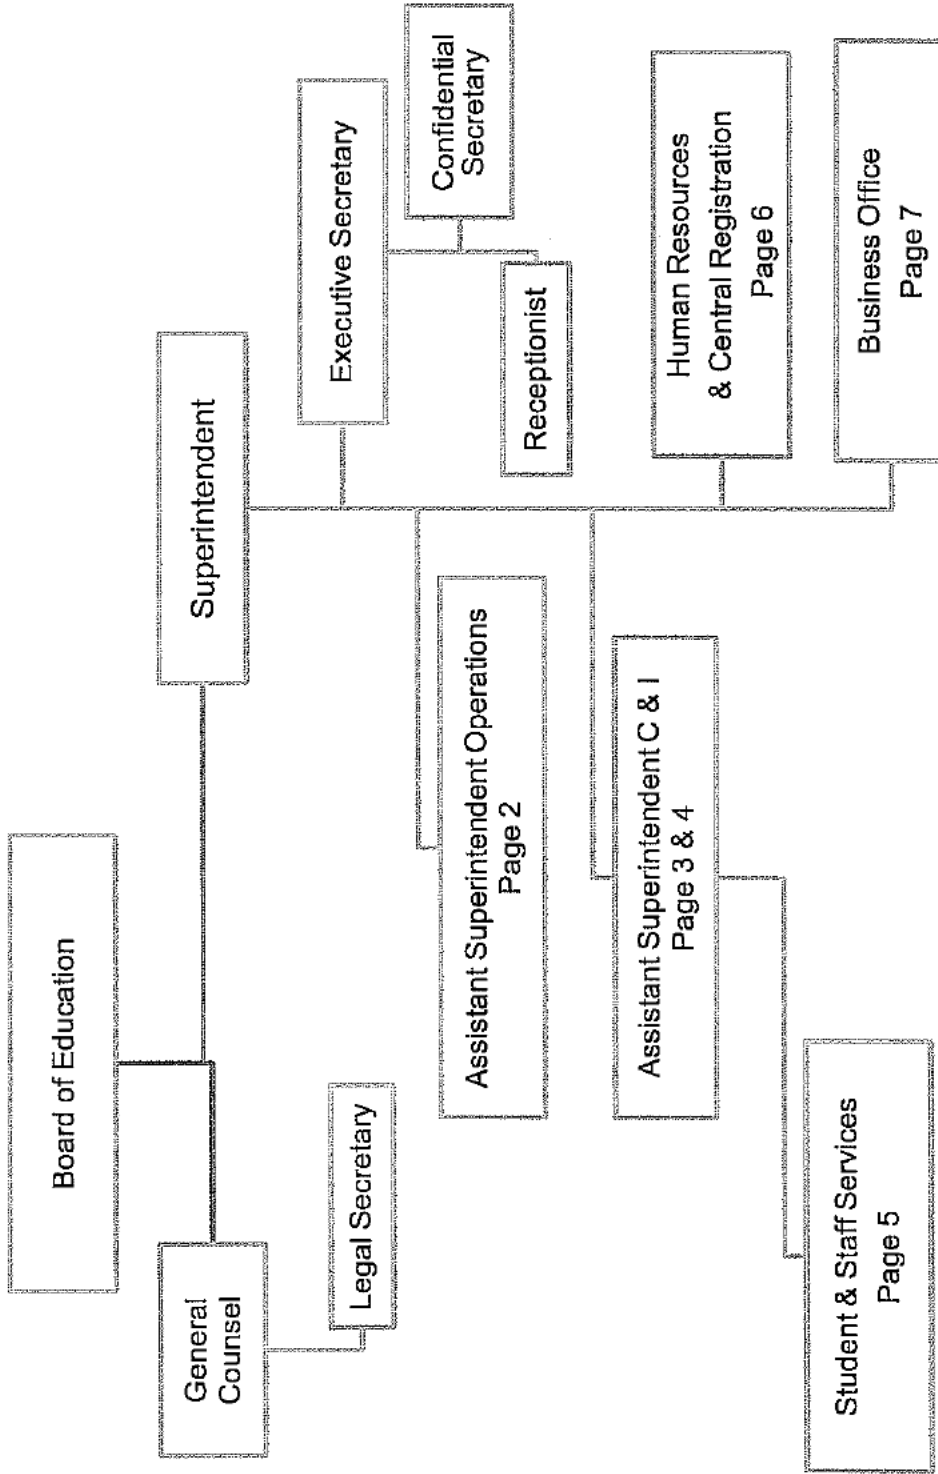 Board of Education
General
Counsel
Superintendent
Legal Secretary
Executive Secretary
Confidential
Secretary
Receptionist
Assistant Superintendent Operations
Page 2
Assistant Superintendent C & I
Page 3 & 4
Human Resources
& Central Registration
Page 6
Student & Staff Services
Page 5
Business Office
Page 7